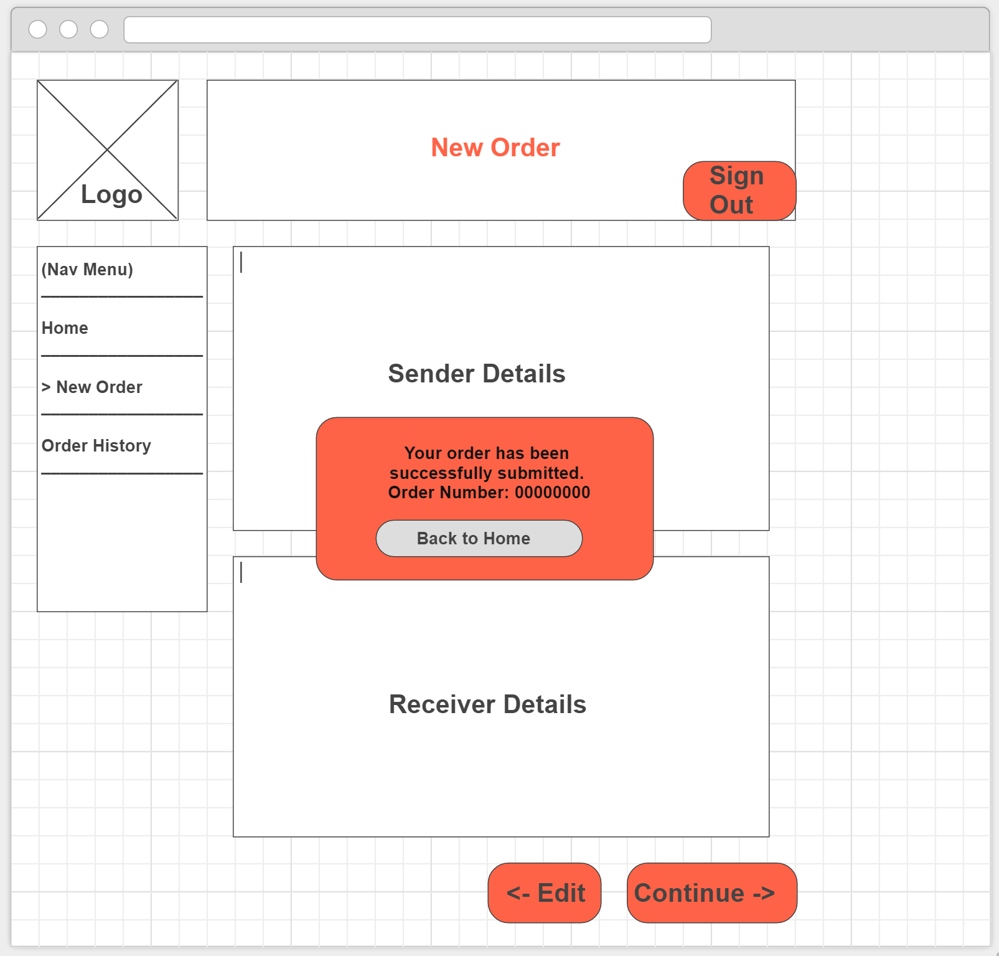 Logo
New Order
Sign
Out
(Nav Menu)
Home
> New Order
Order History
Sender Details
Your order has been
successfully submitted.
Order Number: 00000000
Back to Home
Receiver Details
<- Edit
Continue ->